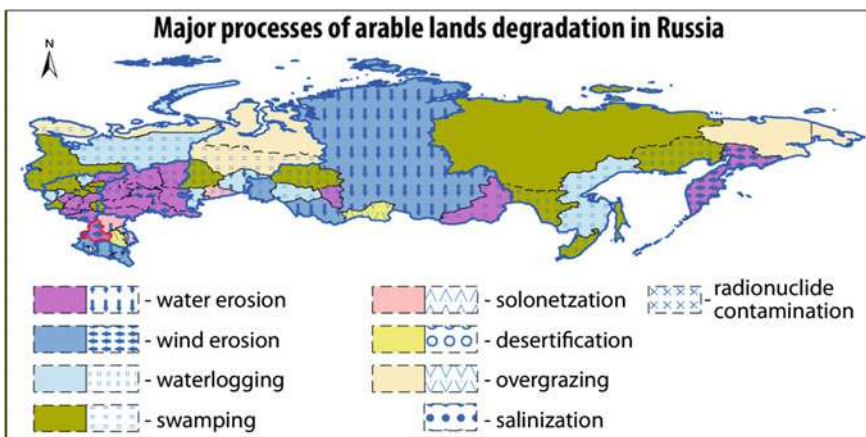 Major processes of arable lands degradation in Russia
N
- water erosion
- wind erosion
- waterlogging
- swamping
- solonetzation
- desertification
- overgrazing
- salinization
- radionuclide
contamination